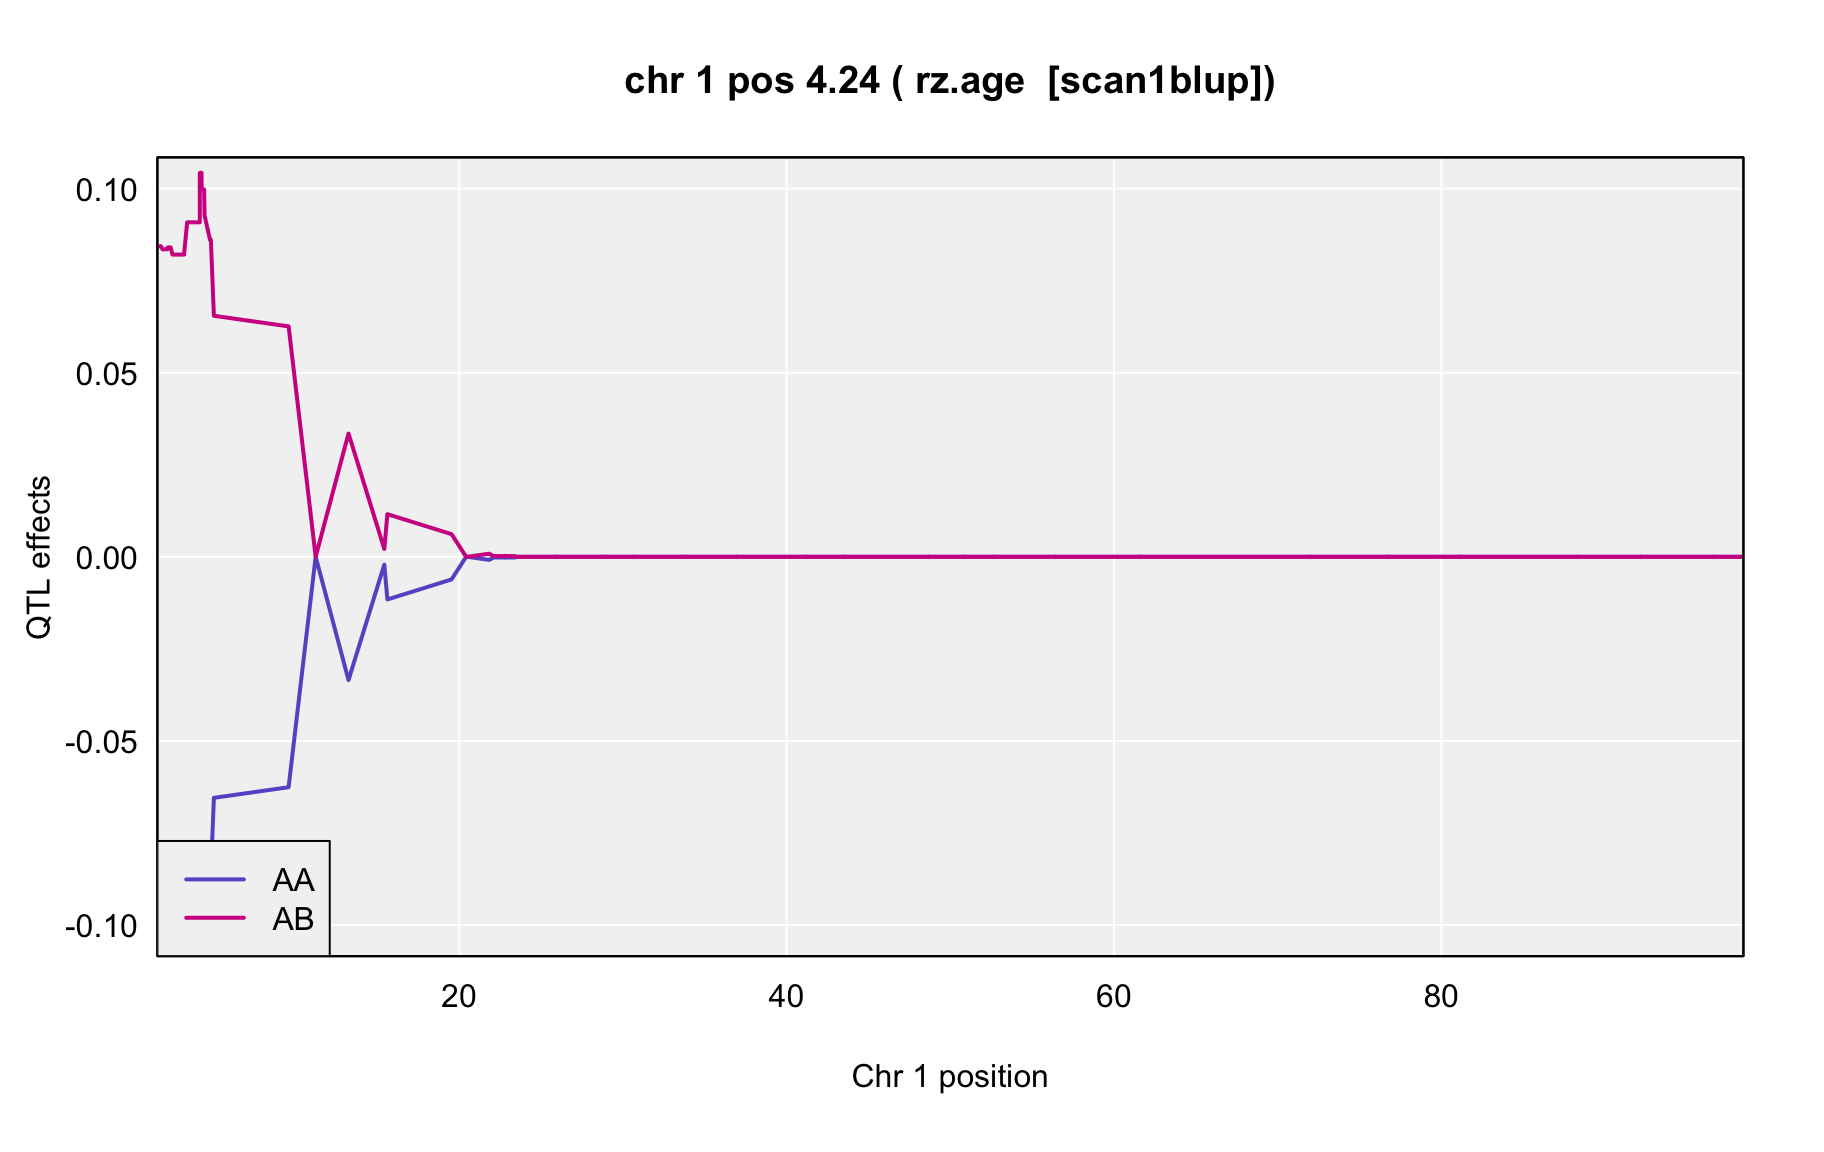 chr 1 pos 4.24 ( rz.age  [scan1blup])
0.10
0.05
0.00
-0.05
-0.10
QTL effects
AA
AB
20 40 60 80
Chr 1 position